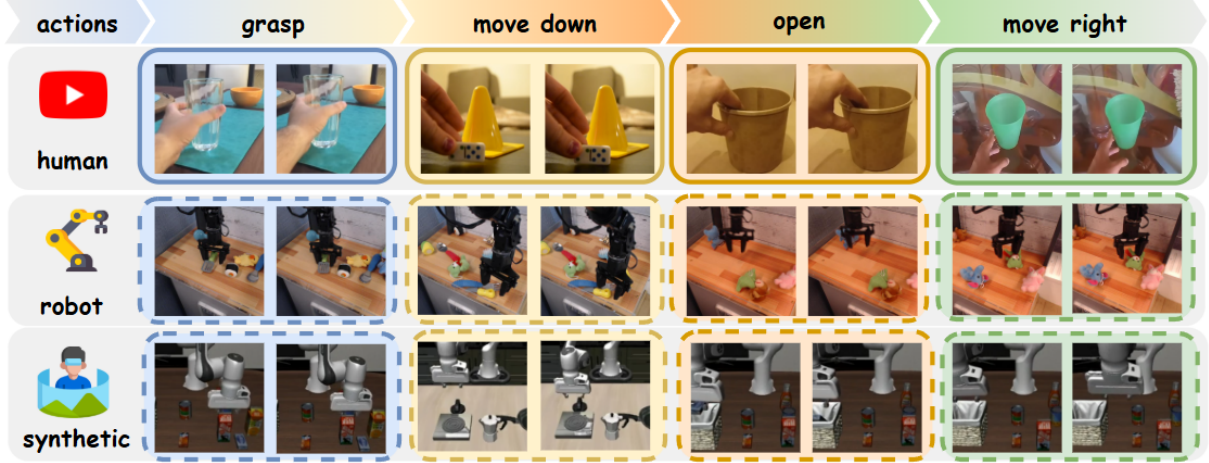 actions
grasp
move down
open
move right
human
robot
synthetic